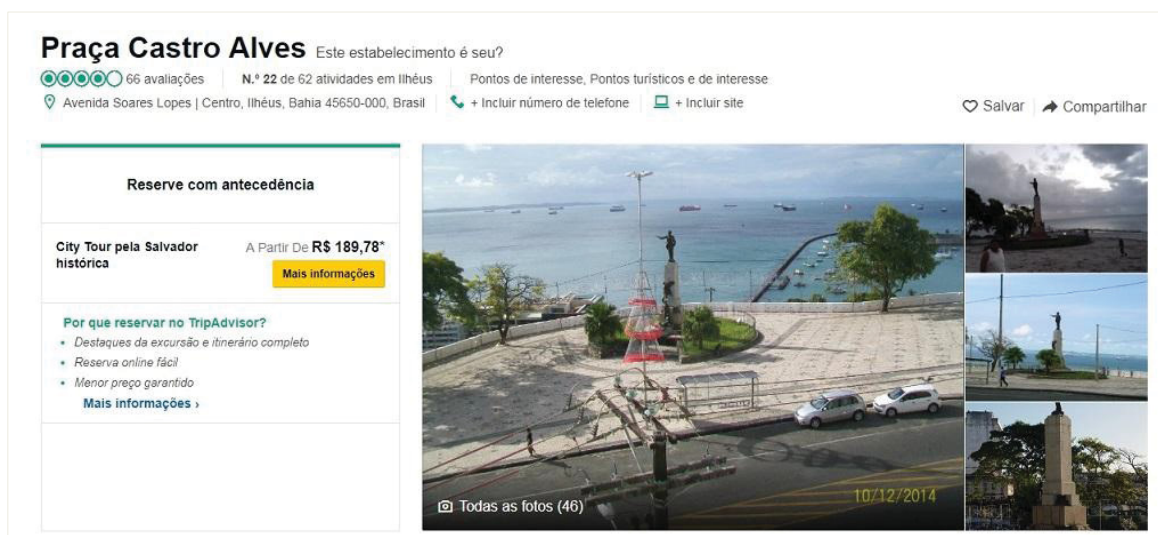 Praça Castro Alves Este estabelecimento é seu?
66 avaliações N.º 22 de 62 atividades em Ilhéus Pontos de interesse, Pontos turísticos e de interesse
Avenida Soares Lopes | Centro, Ilhéus, Bahia 45650-000, Brasil + Incluir número de telefone + Incluir site
Salvar Compartilhar
Reserve com antecedência
City Tour pela Salvador histórica
A Partir De R$ 189,78*
Mais informações
Por que reservar no TripAdvisor?
• Destaques da excursão e itinerário completo
• Reserva online fácil
• Menor preço garantido
Mais informações ›
Todas as fotos (46)
10/12/2014